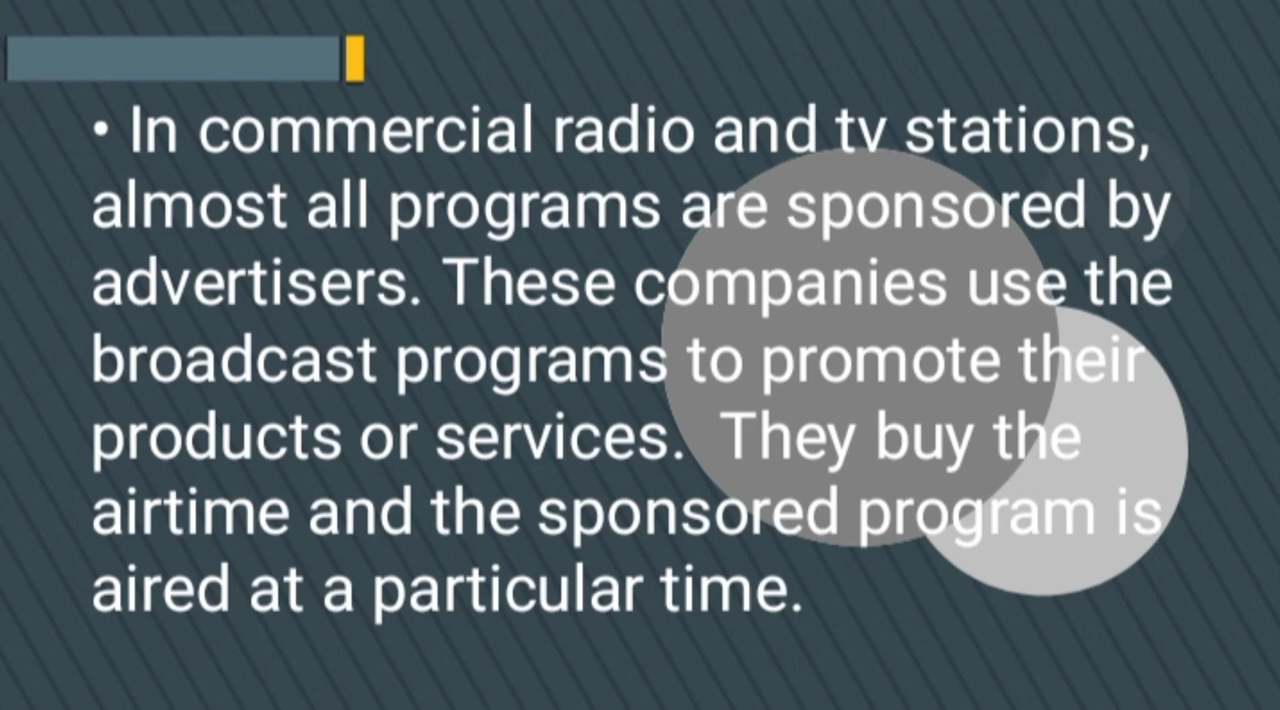 • In commercial radio and tv stations,
almost all programs are sponsored by
advertisers. These companies use the
broadcast programs to promote their
products or services.  They buy the
airtime and the sponsored program is
aired at a particular time.